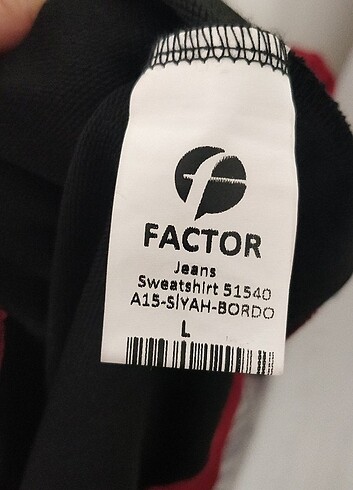 f
FACTOR
Jeans
Sweatshirt 51540
A15-SİYAH-BORDO
L